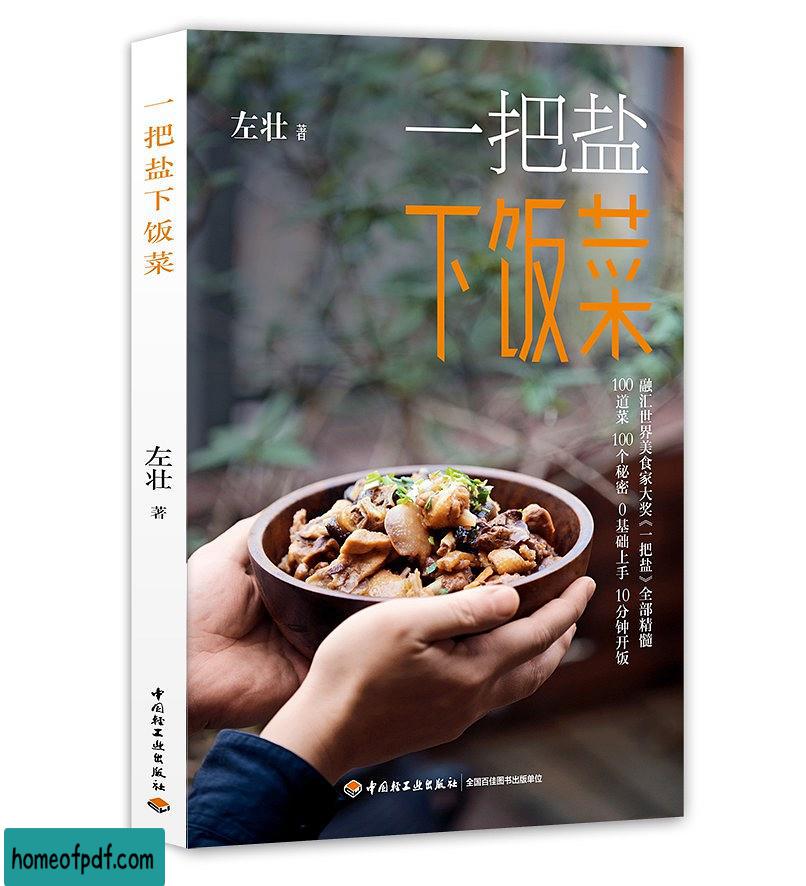 一把盐下饭菜
左壮 著
中国轻工业出版社
左壮 著
一把盐
下饭菜
融汇世界美食家大奖《一把盐》全部精髓
100道菜 100个秘密 0基础上手 10分钟开饭
中国轻工业出版社 全国百佳图书出版单位
homeofpdf.com